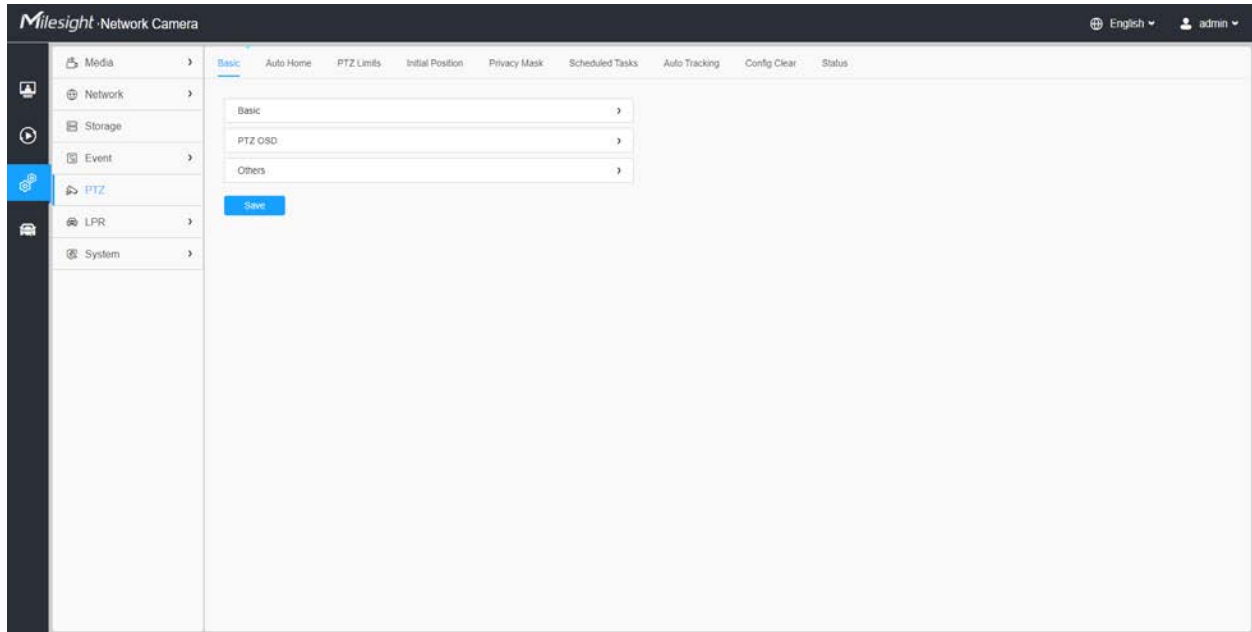 Milesight Network Camera
English
admin
Media
Network
Storage
Event
PTZ
LPR
System
Basic Auto Home PTZ Limits Initial Position Privacy Mask Scheduled Tasks Auto Tracking Config Clear Status
Basic
PTZ OSD
Others
Save